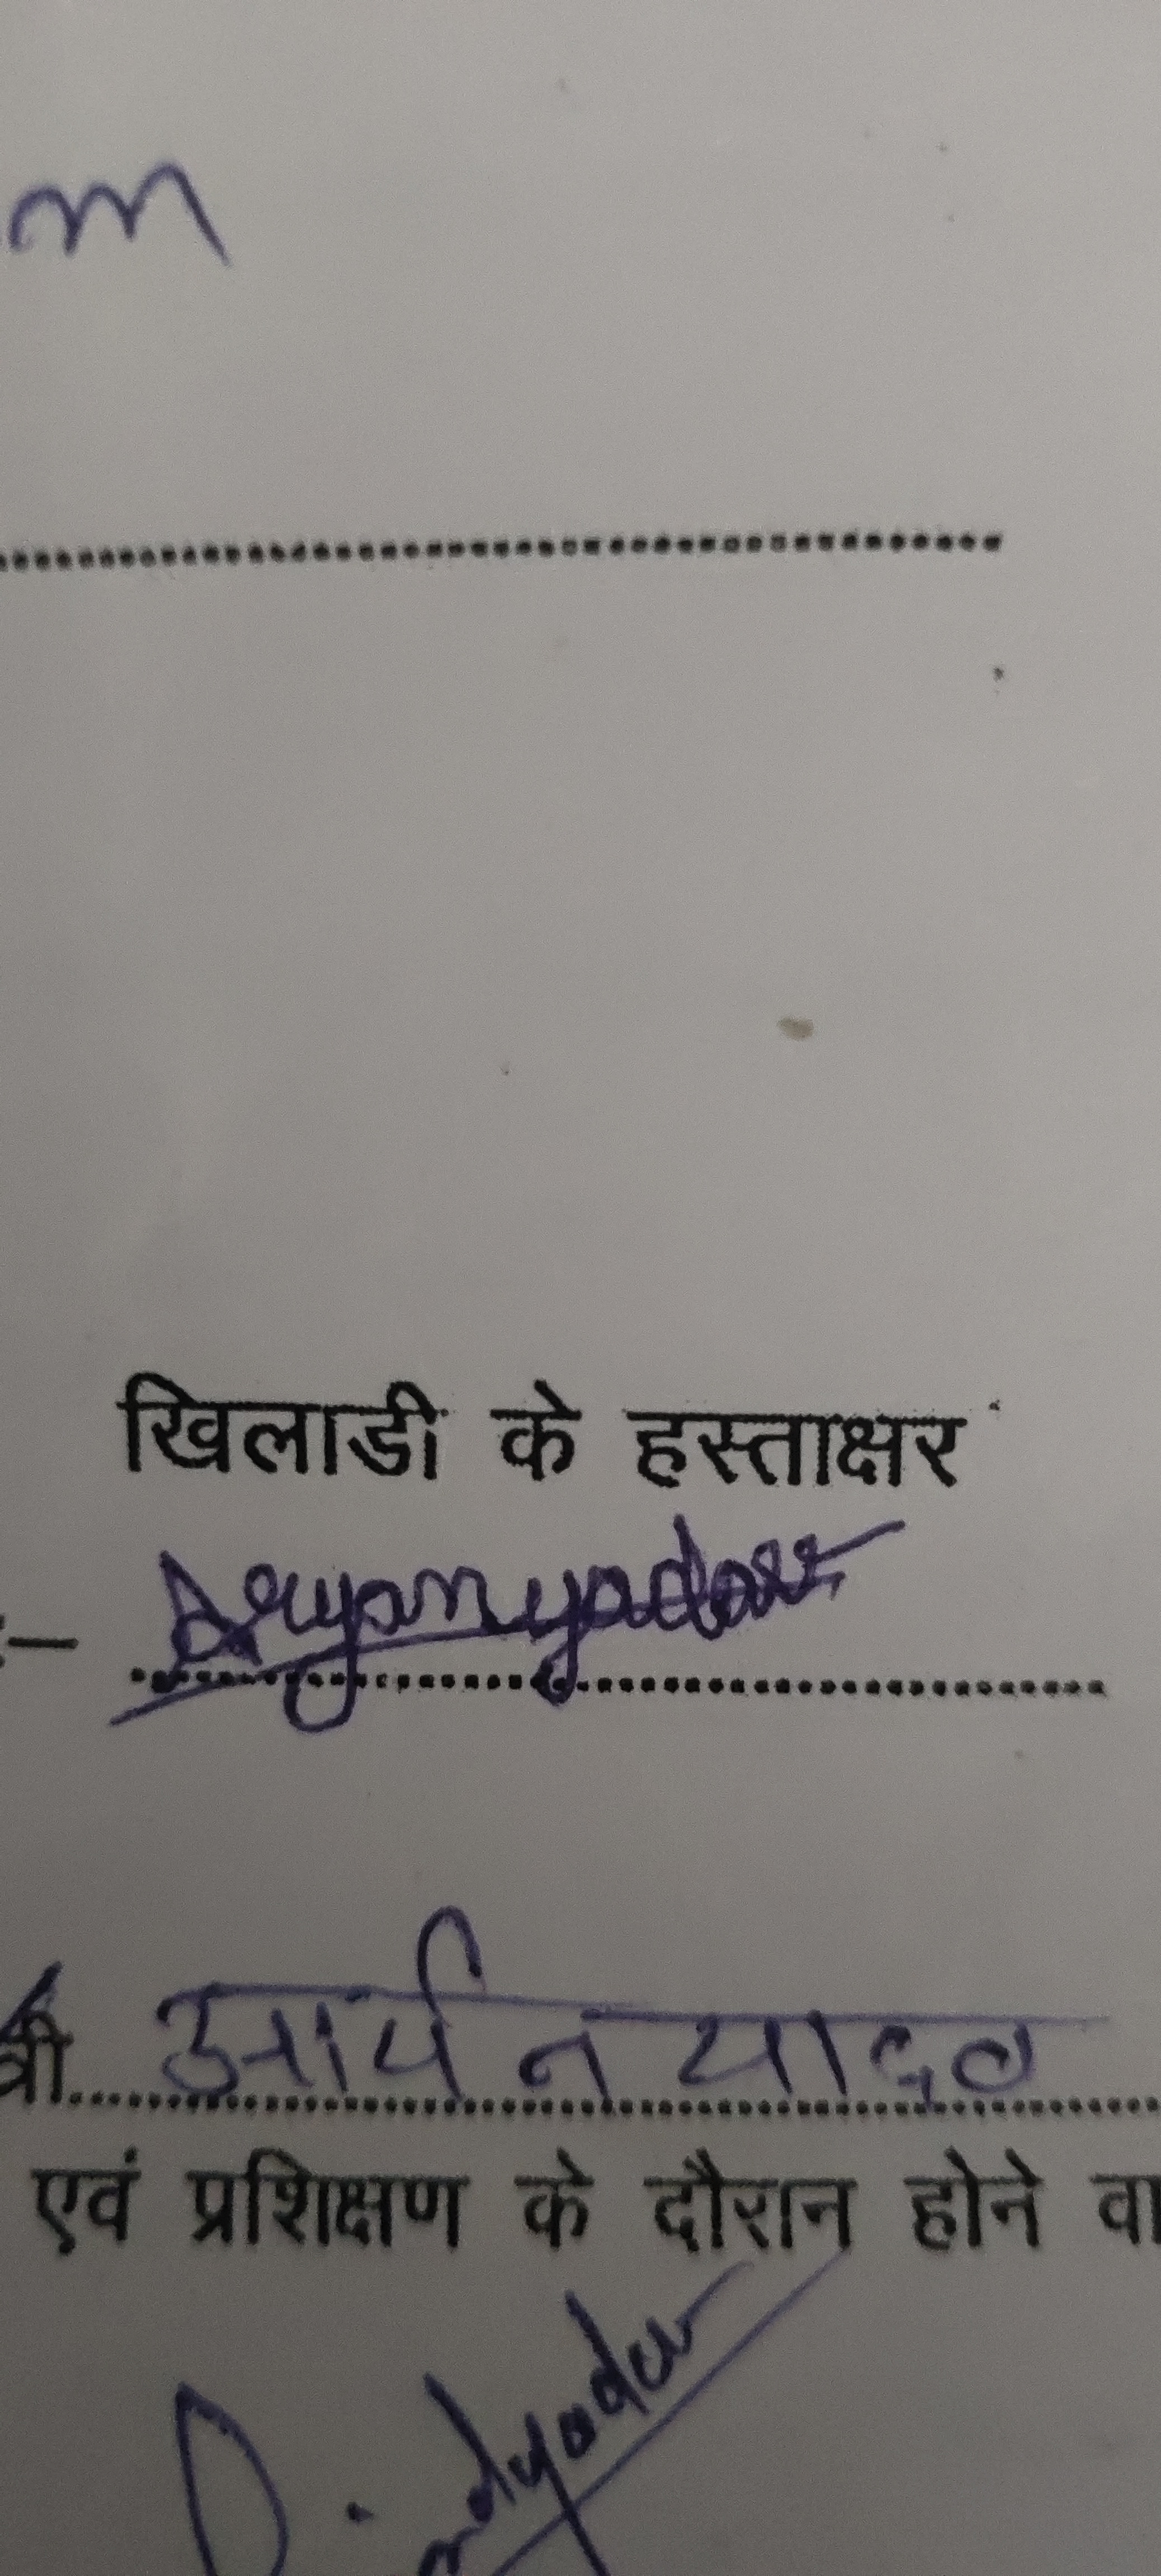 m
खिलाडी के हस्ताक्षर
:— Aryan yadav
त्री. आर्यन यादव
एवं प्रशिक्षण के दौरान होने वा